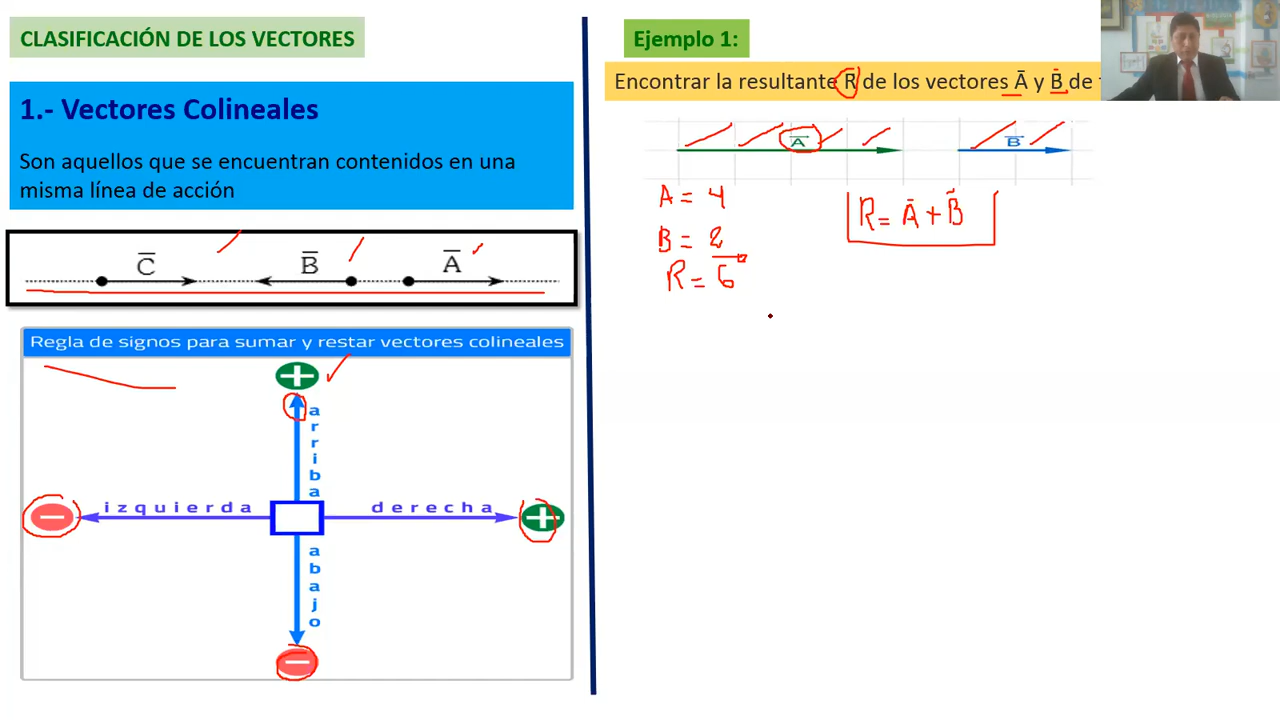 CLASIFICACIÓN DE LOS VECTORES
1.- Vectores Colineales
Son aquellos que se encuentran contenidos en una
misma línea de acción
C̅ B̅ A̅
Regla de signos para sumar y restar vectores colineales
+
arriba
− izquierda derecha +
abajo
−
Ejemplo 1:
Encontrar la resultante R̅ de los vectores A̅ y B̅ de
A⃗ B⃗
A = 4
B = 2
R = 6
R = A̅ + B̅